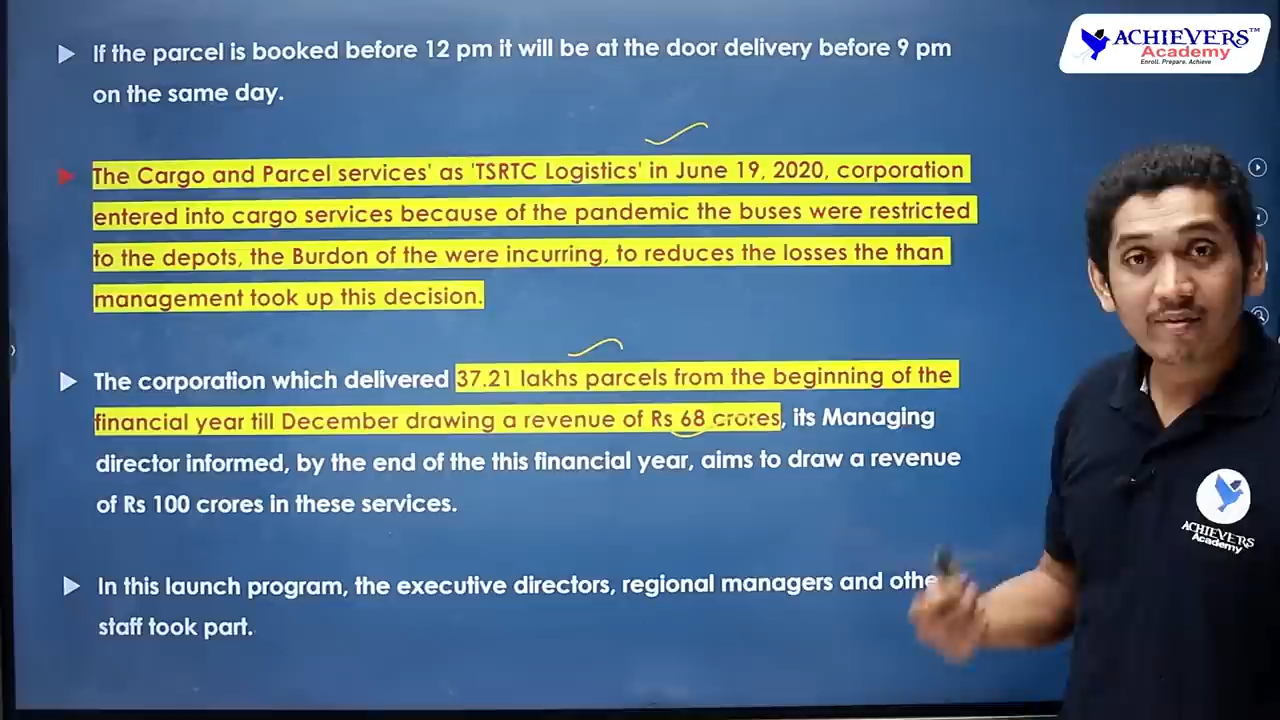 If the parcel is booked before 12 pm it will be at the door delivery before 9 pm
on the same day.
The Cargo and Parcel services' as 'TSRTC Logistics' in June 19, 2020, corporation
entered into cargo services because of the pandemic the buses were restricted
to the depots, the Burdon of the were incurring, to reduces the losses the than
management took up this decision.
The corporation which delivered 37.21 lakhs parcels from the beginning of the
financial year till December drawing a revenue of Rs 68 crores, its Managing
director informed, by the end of the this financial year, aims to draw a revenue
of Rs 100 crores in these services.
In this launch program, the executive directors, regional managers and othe
staff took part.
ACHIEVERS™
Academy
Enroll. Prepare. Achieve
ACHIEVERS
Academy